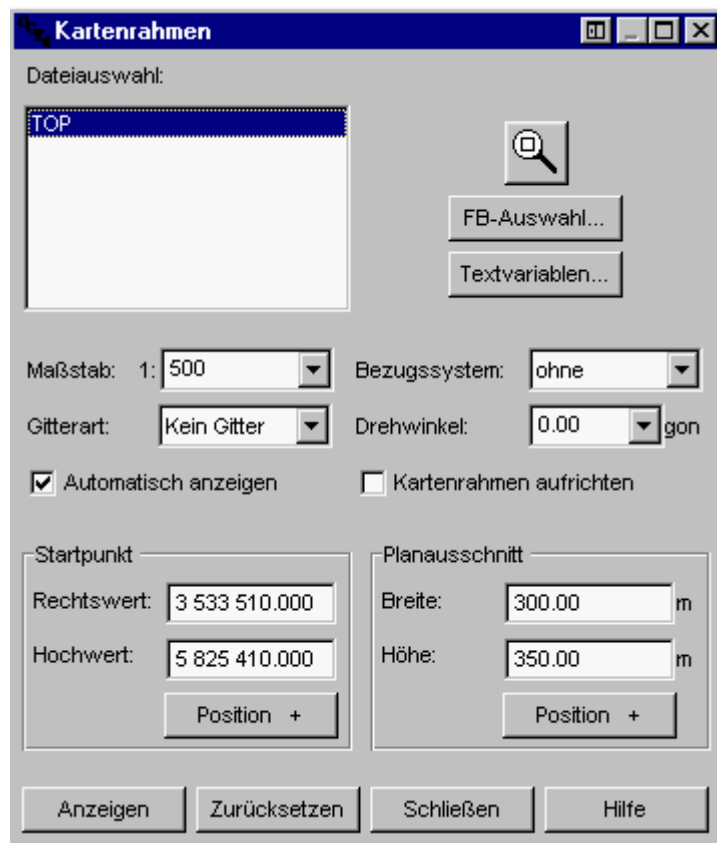 Kartenrahmen
Dateiauswahl:
TOP
FB-Auswahl...
Textvariablen...
Maßstab: 1: 500 Bezugssystem: ohne
Gitterart: Kein Gitter Drehwinkel: 0.00 gon
Automatisch anzeigen Kartenrahmen aufrichten
Startpunkt Planausschnitt
Rechtswert: 3 533 510.000 Breite: 300.00 m
Hochwert: 5 825 410.000 Höhe: 350.00 m
Position + Position +
Anzeigen Zurücksetzen Schließen Hilfe